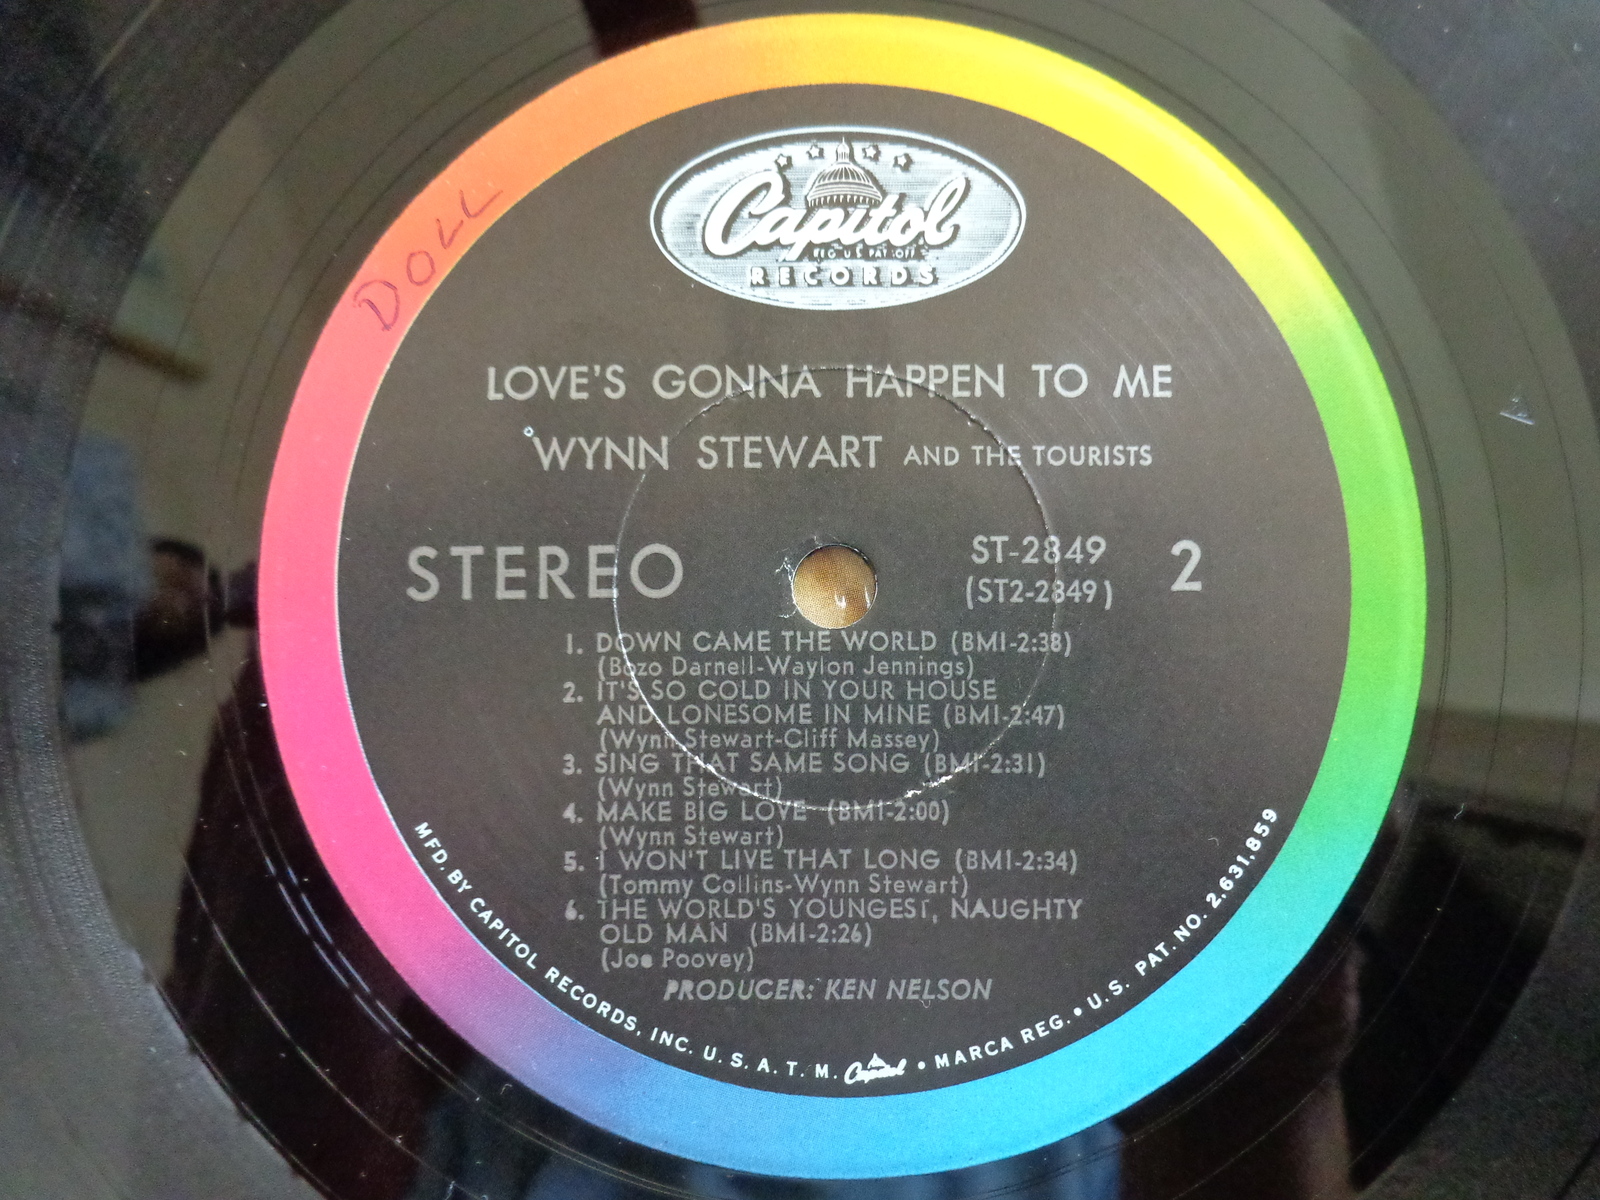 DOLL
Capitol
REG. U.S. PAT. OFF.
RECORDS
LOVE'S GONNA HAPPEN TO ME
WYNN STEWART AND THE TOURISTS
STEREO
ST-2849
(ST2-2849)
2
1. DOWN CAME THE WORLD (BMI-2:38)
(Bozo Darnell-Waylon Jennings)
2. IT'S SO COLD IN YOUR HOUSE
AND LONESOME IN MINE (BMI-2:47)
(Wynn Stewart-Cliff Massey)
3. SING THAT SAME SONG (BMI-2:31)
(Wynn Stewart)
4. MAKE BIG LOVE (BMI-2:00)
(Wynn Stewart)
5. I WON'T LIVE THAT LONG (BMI-2:34)
(Tommy Collins-Wynn Stewart)
6. THE WORLD'S YOUNGEST, NAUGHTY
OLD MAN (BMI-2:26)
(Joe Poovey)
PRODUCER: KEN NELSON
MFD. BY CAPITOL RECORDS, INC. U.S.A. T.M. Capitol • MARCA REG. • U.S. PAT. NO. 2,631,859